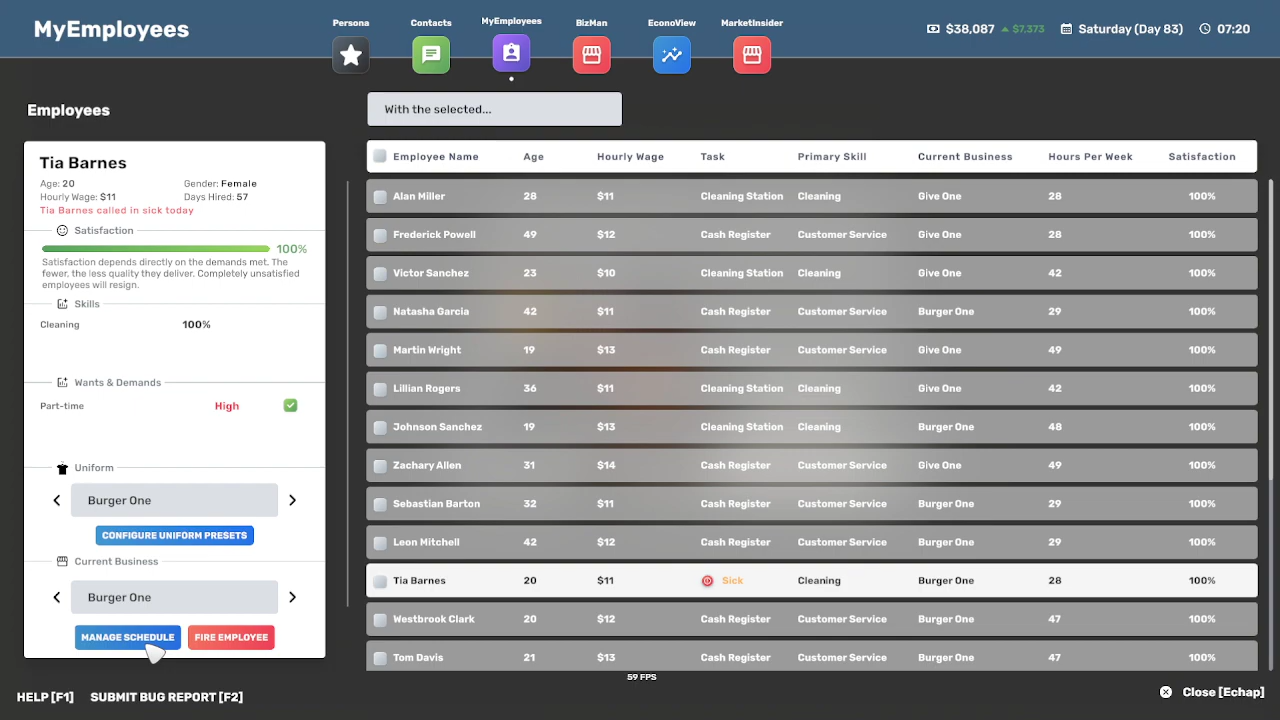 MyEmployees
Persona
Contacts
MyEmployees
BizMan
EconoView
MarketInsider
$38,087 $7,373 Saturday (Day 83) 07:20
Employees
With the selected...
Tia Barnes
Age: 20 Gender: Female
Hourly Wage: $11 Days Hired: 57
Tia Barnes called in sick today
Satisfaction
100%
Satisfaction depends directly on the demands met. The
fewer, the less quality they deliver. Completely unsatisfied
employees will resign.
Skills
Cleaning 100%
Wants & Demands
Part-time High
Uniform
Burger One
CONFIGURE UNIFORM PRESETS
Current Business
Burger One
MANAGE SCHEDULE FIRE EMPLOYEE
Employee Name Age Hourly Wage Task Primary Skill Current Business Hours Per Week Satisfaction
Alan Miller 28 $11 Cleaning Station Cleaning Give One 28 100%
Frederick Powell 49 $12 Cash Register Customer Service Give One 28 100%
Victor Sanchez 23 $10 Cleaning Station Cleaning Give One 42 100%
Natasha Garcia 42 $11 Cash Register Customer Service Burger One 29 100%
Martin Wright 19 $13 Cash Register Customer Service Give One 49 100%
Lillian Rogers 36 $11 Cleaning Station Cleaning Give One 42 100%
Johnson Sanchez 19 $13 Cleaning Station Cleaning Burger One 48 100%
Zachary Allen 31 $14 Cash Register Customer Service Give One 49 100%
Sebastian Barton 32 $11 Cash Register Customer Service Burger One 29 100%
Leon Mitchell 42 $12 Cash Register Customer Service Burger One 29 100%
Tia Barnes 20 $11 Sick Cleaning Burger One 28 100%
Westbrook Clark 20 $12 Cash Register Customer Service Burger One 47 100%
Tom Davis 21 $13 Cash Register Customer Service Burger One 47 100%
59 FPS
HELP [F1] SUBMIT BUG REPORT [F2] Close [Echap]